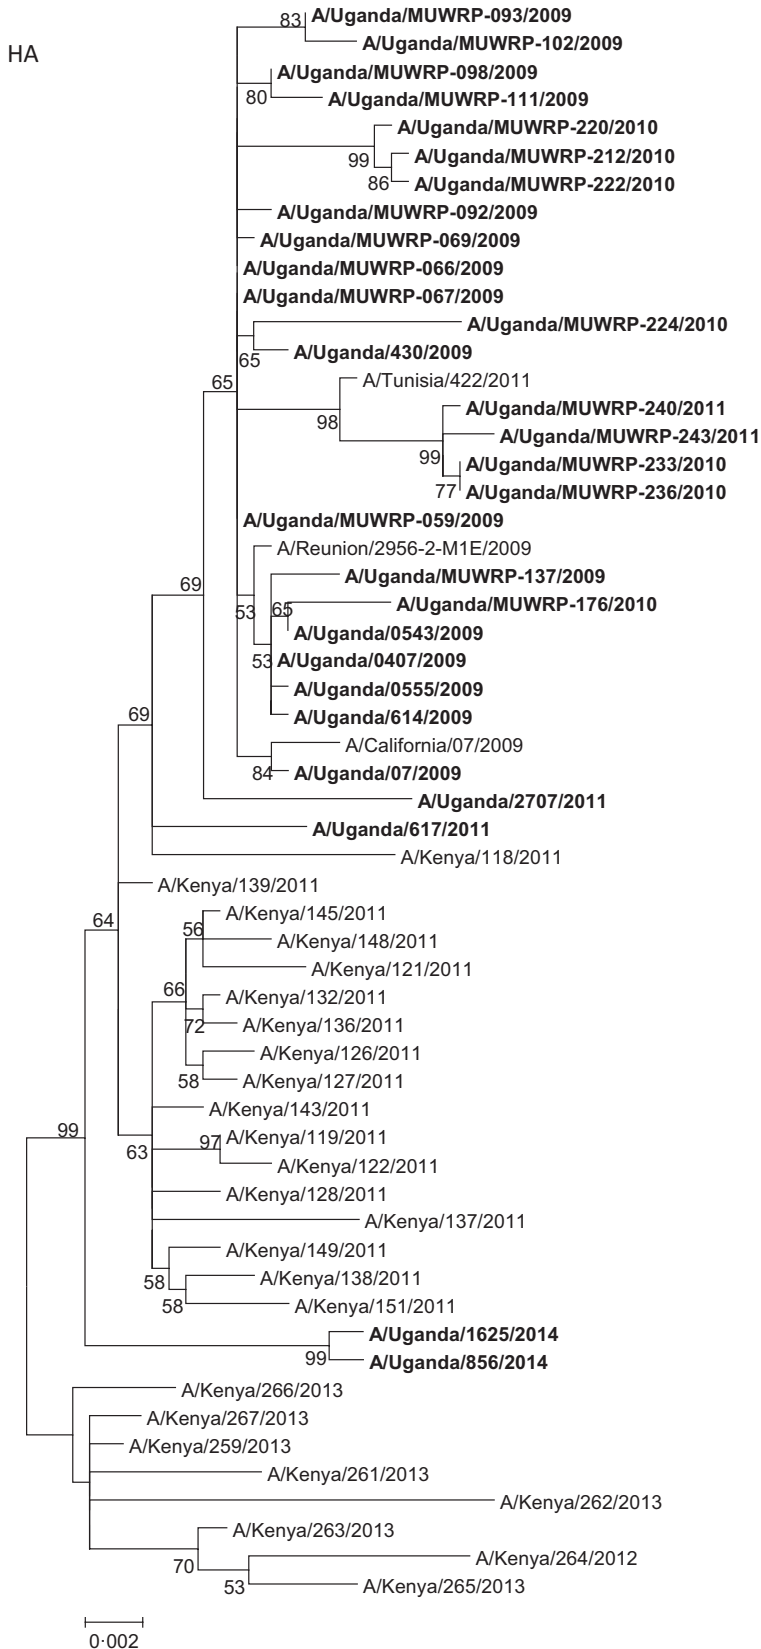 HA
83
A/Uganda/MUWRP-093/2009
A/Uganda/MUWRP-102/2009
A/Uganda/MUWRP-098/2009
80
A/Uganda/MUWRP-111/2009
A/Uganda/MUWRP-220/2010
99
A/Uganda/MUWRP-212/2010
86
A/Uganda/MUWRP-222/2010
A/Uganda/MUWRP-092/2009
A/Uganda/MUWRP-069/2009
A/Uganda/MUWRP-066/2009
A/Uganda/MUWRP-067/2009
A/Uganda/MUWRP-224/2010
65
A/Uganda/430/2009
65
A/Tunisia/422/2011
98
A/Uganda/MUWRP-240/2011
A/Uganda/MUWRP-243/2011
99
A/Uganda/MUWRP-233/2010
77
A/Uganda/MUWRP-236/2010
A/Uganda/MUWRP-059/2009
A/Reunion/2956-2-M1E/2009
69
A/Uganda/MUWRP-137/2009
53
65
A/Uganda/MUWRP-176/2010
A/Uganda/0543/2009
53
A/Uganda/0407/2009
A/Uganda/0555/2009
69
A/Uganda/614/2009
A/California/07/2009
84
A/Uganda/07/2009
A/Uganda/2707/2011
A/Uganda/617/2011
A/Kenya/118/2011
A/Kenya/139/2011
64
A/Kenya/145/2011
56
A/Kenya/148/2011
A/Kenya/121/2011
66
A/Kenya/132/2011
72
A/Kenya/136/2011
A/Kenya/126/2011
58
A/Kenya/127/2011
A/Kenya/143/2011
99
97
A/Kenya/119/2011
63
A/Kenya/122/2011
A/Kenya/128/2011
A/Kenya/137/2011
A/Kenya/149/2011
58
A/Kenya/138/2011
58
A/Kenya/151/2011
A/Uganda/1625/2014
99
A/Uganda/856/2014
A/Kenya/266/2013
A/Kenya/267/2013
A/Kenya/259/2013
A/Kenya/261/2013
A/Kenya/262/2013
A/Kenya/263/2013
70
A/Kenya/264/2012
53
A/Kenya/265/2013
0·002